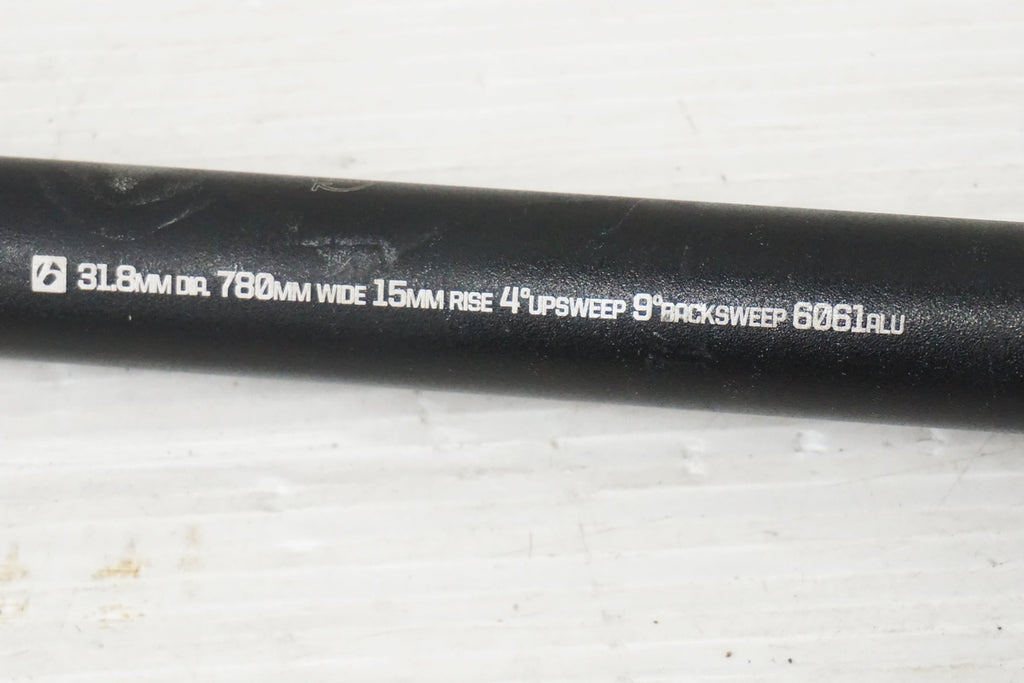 31.8MM DIA. 780MM WIDE 15MM RISE 4°UPSWEEP 9°BACKSWEEP 6061ALU